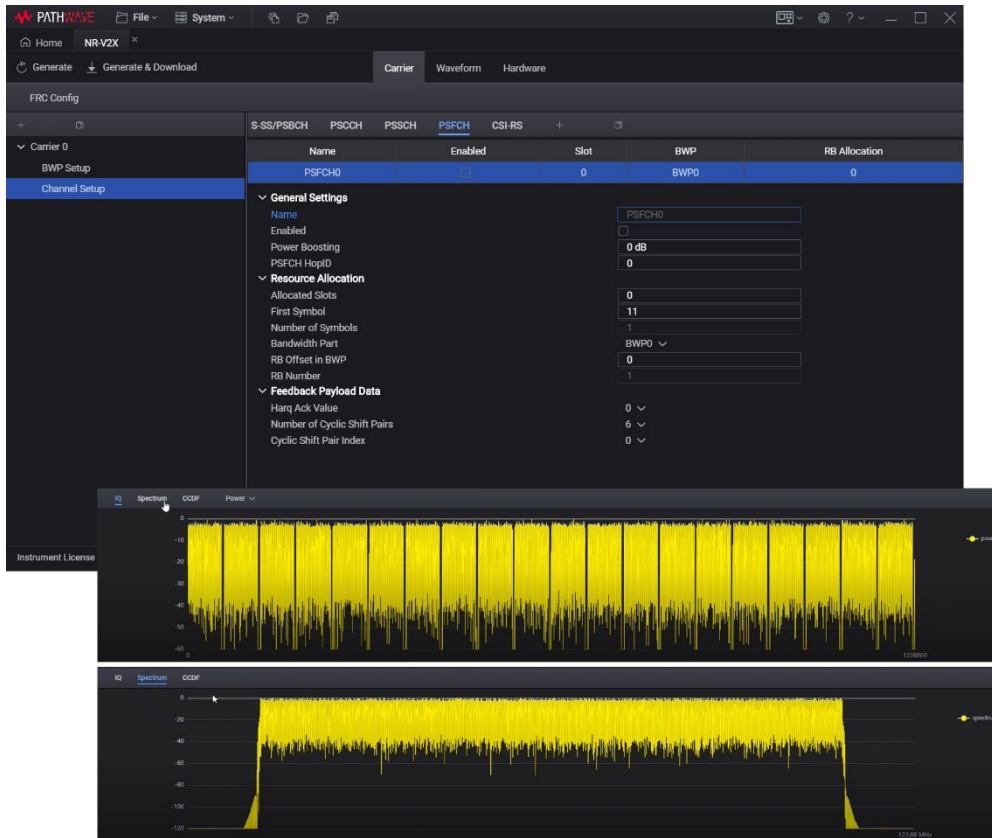 PATHWAVE File System ?
Home NR-V2X ×
Generate Generate & Download Carrier Waveform Hardware
FRC Config
S-SS/PSBCH PSCCH PSSCH PSFCH CSI-RS
Carrier 0
BWP Setup
Channel Setup
Name Enabled Slot BWP RB Allocation
PSFCH0 0 BWP0 0
General Settings
Name PSFCH0
Enabled
Power Boosting 0 dB
PSFCH HopID 0
Resource Allocation
Allocated Slots 0
First Symbol 11
Number of Symbols 1
Bandwidth Part BWP0
RB Offset in BWP 0
RB Number 1
Feedback Payload Data
Harq Ack Value 0
Number of Cyclic Shift Pairs 6
Cyclic Shift Pair Index 0
Instrument License
IQ Spectrum CCDF Power
0
-10
-20
-30
-40
-50
-60
0 1228800
IQ Spectrum CCDF
0
-20
-40
-60
-80
-100
-120
122.88 MHz